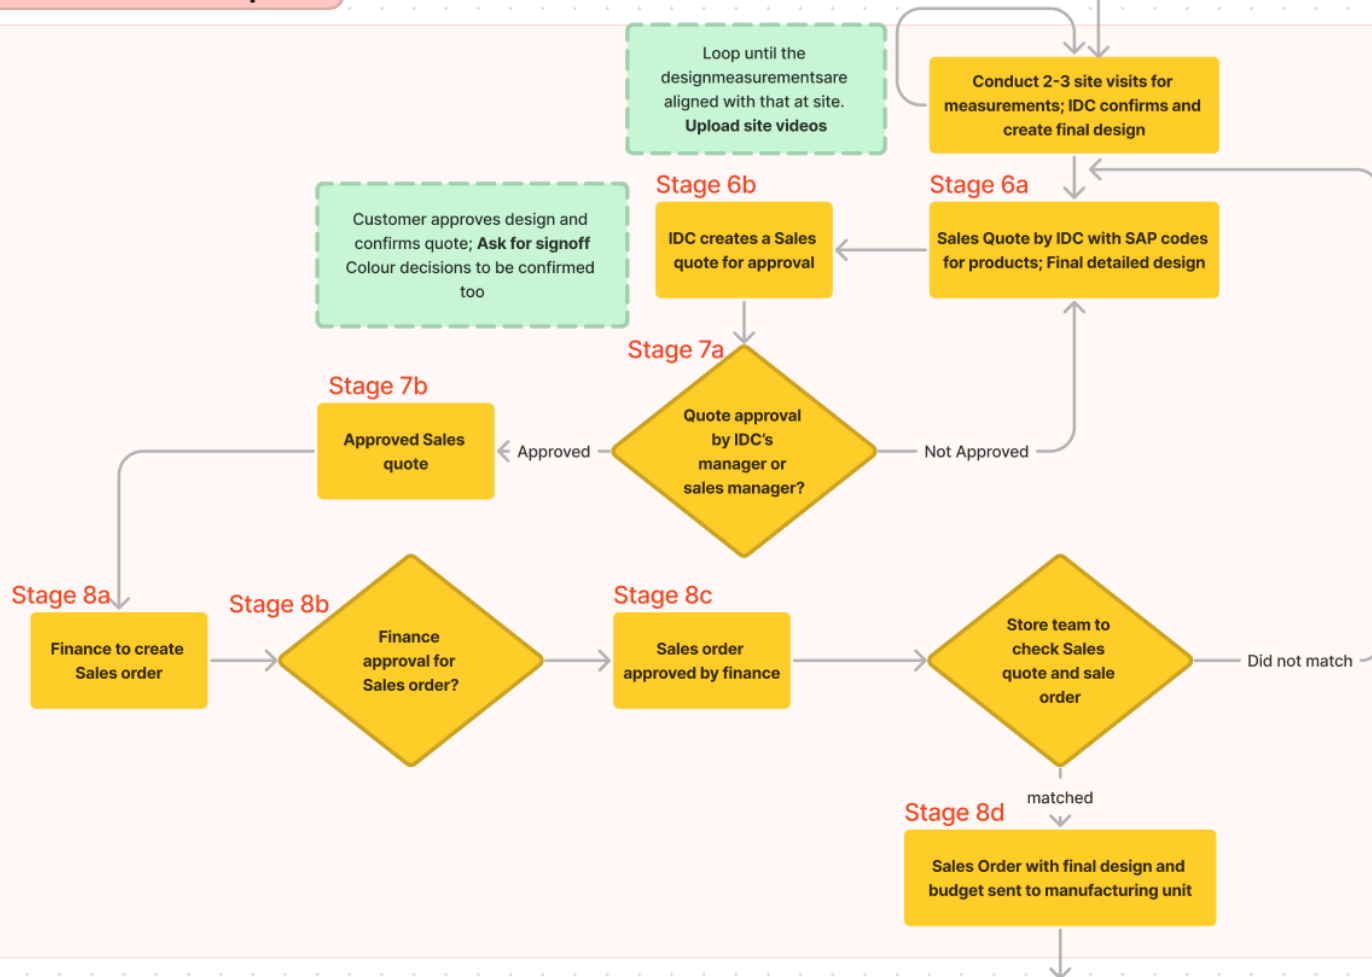 Loop until the
designmeasurementsare
aligned with that at site.
Upload site videos
Conduct 2-3 site visits for
measurements; IDC confirms and
create final design
Stage 6b
IDC creates a Sales
quote for approval
Stage 6a
Sales Quote by IDC with SAP codes
for products; Final detailed design
Customer approves design and
confirms quote; Ask for signoff
Colour decisions to be confirmed
too
Stage 7a
Quote approval
by IDC's
manager or
sales manager?
Approved
Not Approved
Stage 7b
Approved Sales
quote
Stage 8a
Finance to create
Sales order
Stage 8b
Finance
approval for
Sales order?
Stage 8c
Sales order
approved by finance
Store team to
check Sales
quote and sale
order
Did not match
matched
Stage 8d
Sales Order with final design and
budget sent to manufacturing unit